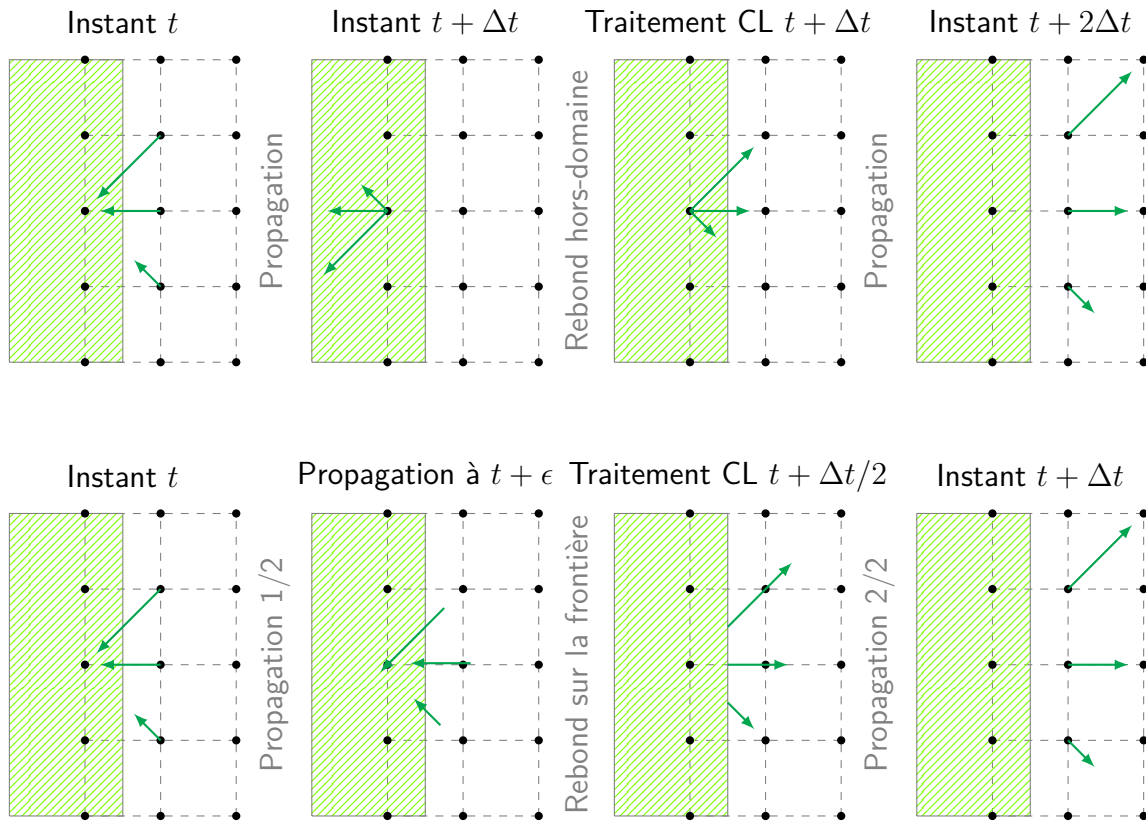 Instant t
Instant t + Δt
Traitement CL t + Δt
Instant t + 2Δt
Propagation
Rebond hors-domaine
Propagation
Instant t
Propagation à t + ϵ
Traitement CL t + Δt/2
Instant t + Δt
Propagation 1/2
Rebond sur la frontière
Propagation 2/2